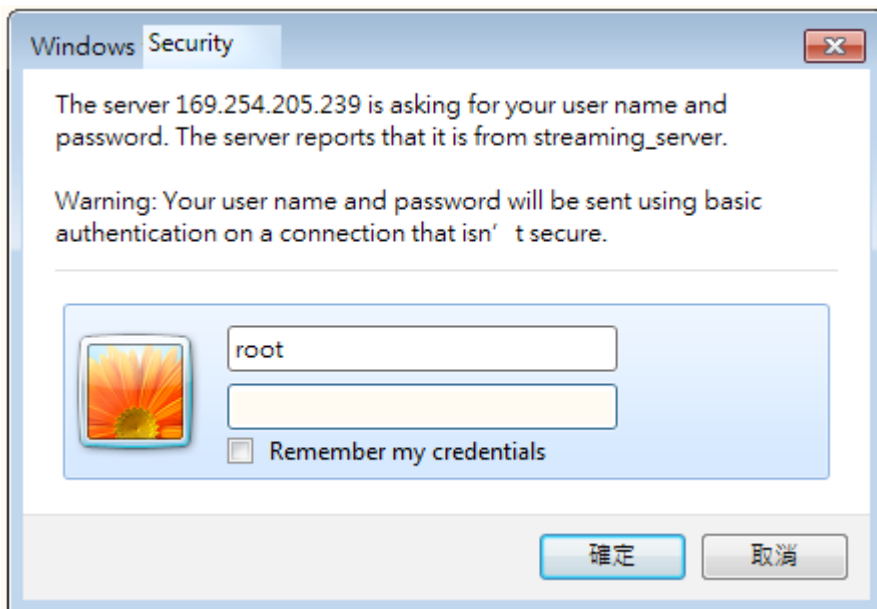 Windows Security
The server 169.254.205.239 is asking for your user name and
password. The server reports that it is from streaming_server.
Warning: Your user name and password will be sent using basic
authentication on a connection that isn’ t secure.
root
Remember my credentials
確定 取消